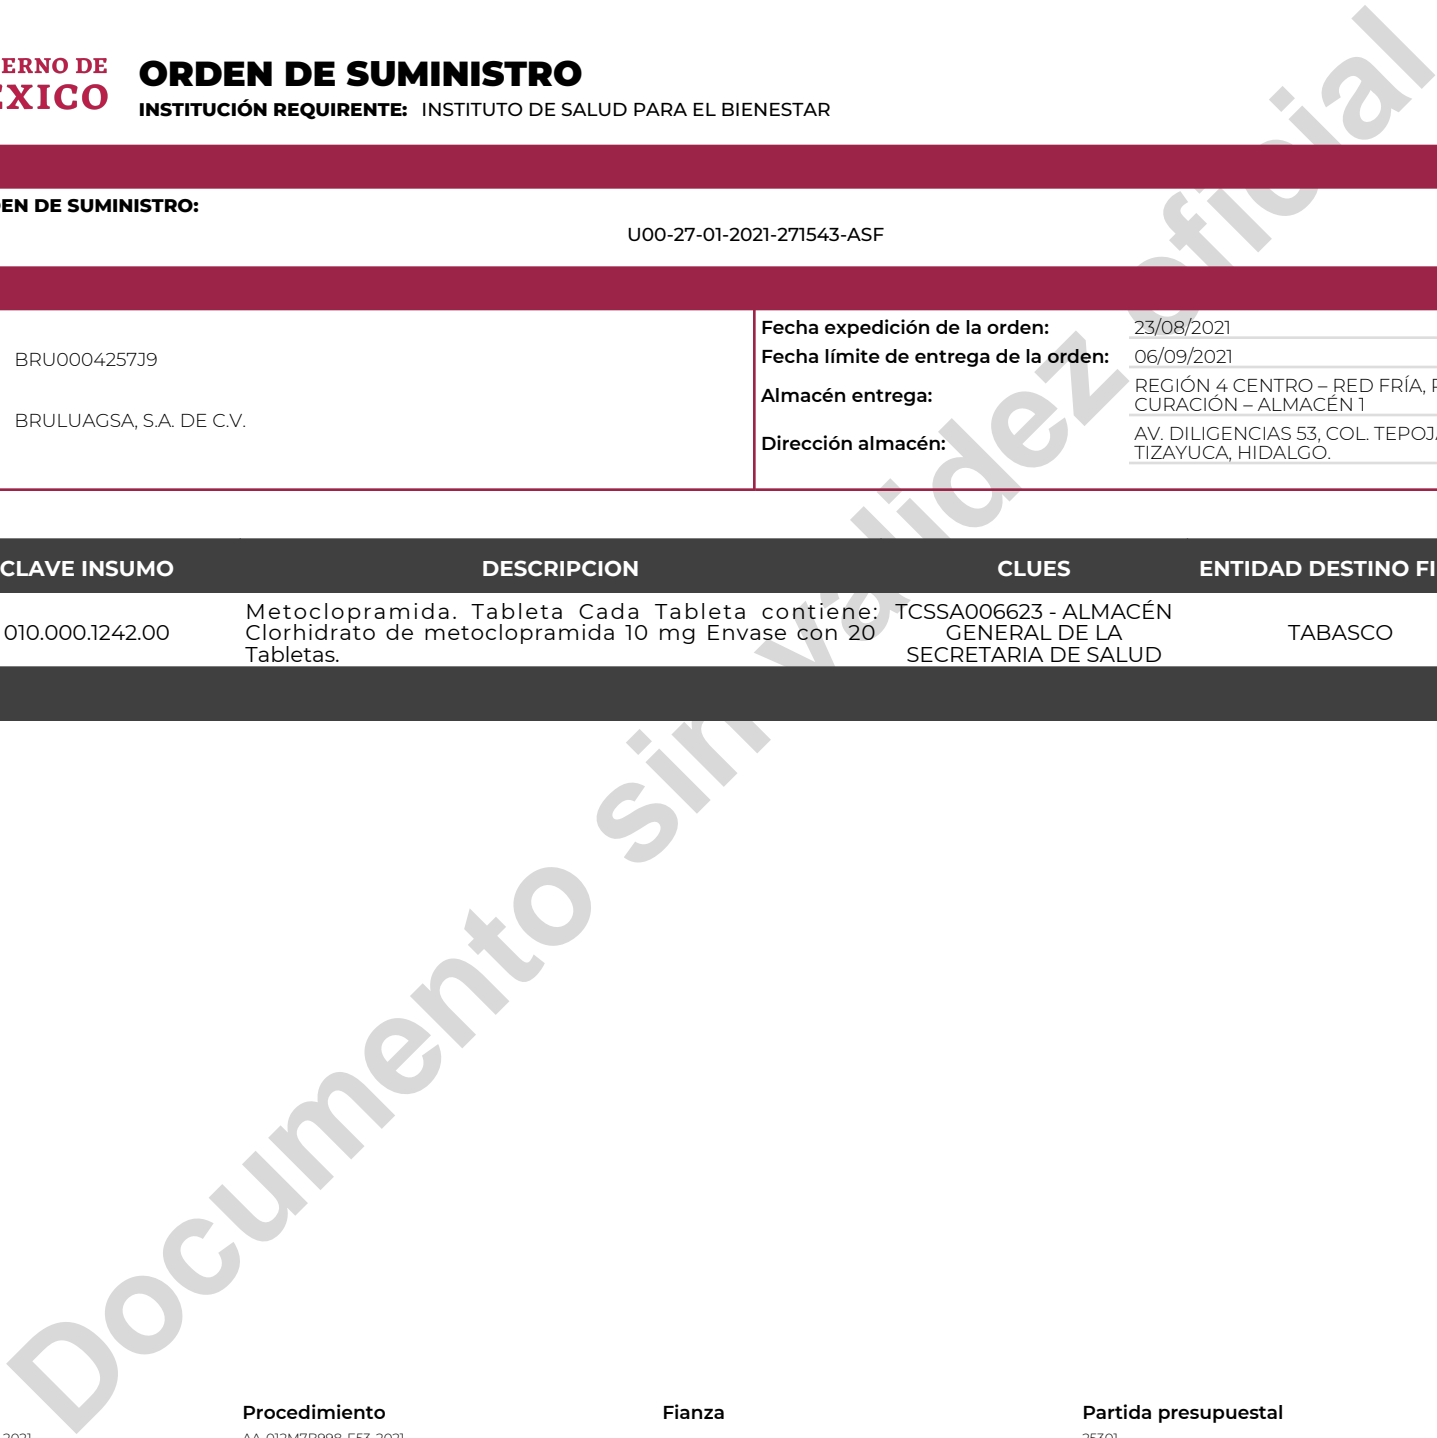 ERNO DE
EXICO
ORDEN DE SUMINISTRO
INSTITUCIÓN REQUIRENTE: INSTITUTO DE SALUD PARA EL BIENESTAR
EN DE SUMINISTRO:
U00-27-01-2021-271543-ASF
BRU0004257J9
BRULUAGSA, S.A. DE C.V.
Fecha expedición de la orden: 23/08/2021
Fecha límite de entrega de la orden: 06/09/2021
Almacén entrega: REGIÓN 4 CENTRO – RED FRÍA,
CURACIÓN – ALMACÉN 1
Dirección almacén: AV. DILIGENCIAS 53, COL. TEPOJ
TIZAYUCA, HIDALGO.
CLAVE INSUMO DESCRIPCION CLUES ENTIDAD DESTINO FI
010.000.1242.00
Metoclopramida. Tableta Cada Tableta contiene:
Clorhidrato de metoclopramida 10 mg Envase con 20
Tabletas.
TCSSA006623 - ALMACÉN
GENERAL DE LA
SECRETARIA DE SALUD
TABASCO
Documento sin validez oficial
Procedimiento Fianza Partida presupuestal